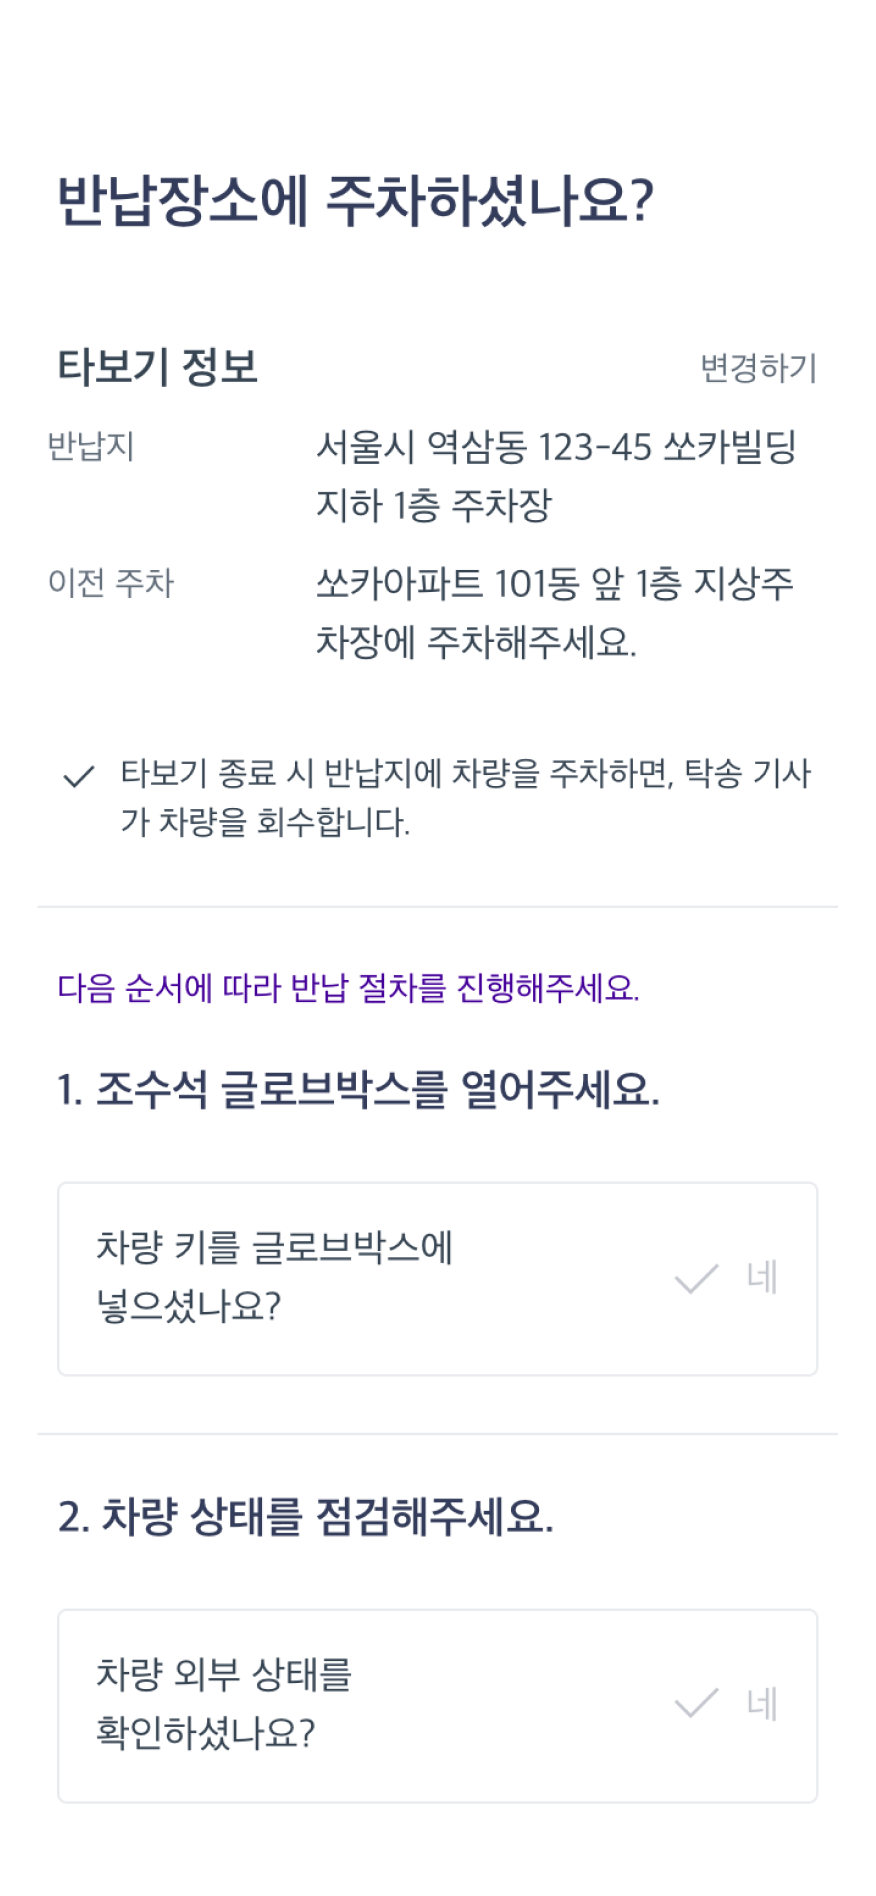 반납장소에 주차하셨나요?
타보기 정보
변경하기
반납지
서울시 역삼동 123-45 쏘카빌딩
지하 1층 주차장
이전 주차
쏘카아파트 101동 앞 1층 지상주
차장에 주차해주세요.
타보기 종료 시 반납지에 차량을 주차하면, 탁송 기사
가 차량을 회수합니다.
다음 순서에 따라 반납 절차를 진행해주세요.
1. 조수석 글로브박스를 열어주세요.
차량 키를 글로브박스에
넣으셨나요?
네
2. 차량 상태를 점검해주세요.
차량 외부 상태를
확인하셨나요?
네